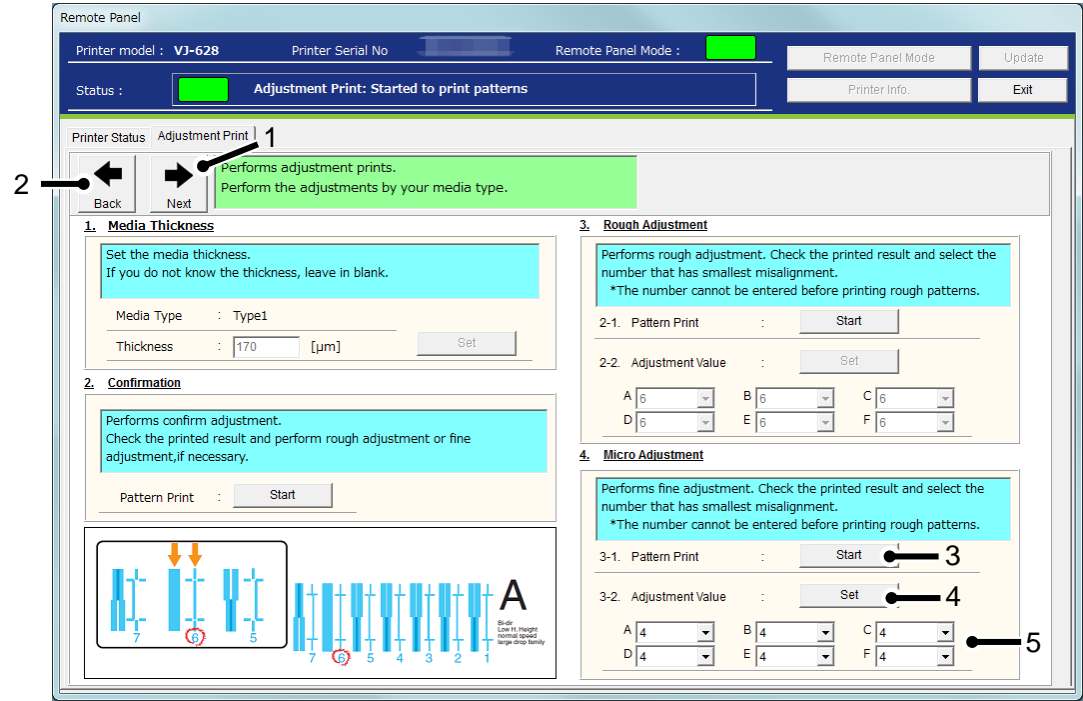 Remote Panel
Printer model : VJ-628
Printer Serial No
Remote Panel Mode :
Remote Panel Mode
Update
Status :
Adjustment Print: Started to print patterns
Printer Info.
Exit
Printer Status
Adjustment Print
1
2
Back
Next
Performs adjustment prints.
Perform the adjustments by your media type.
1. Media Thickness
Set the media thickness.
If you do not know the thickness, leave in blank.
Media Type : Type1
Thickness : 170 [μm]
Set
2. Confirmation
Performs confirm adjustment.
Check the printed result and perform rough adjustment or fine
adjustment,if necessary.
Pattern Print : Start
7 6 5
A
Bi-dir
Low H, Height
normal speed
large drop family
7 6 5 4 3 2 1
3. Rough Adjustment
Performs rough adjustment. Check the printed result and select the
number that has smallest misalignment.
*The number cannot be entered before printing rough patterns.
2-1. Pattern Print : Start
2-2. Adjustment Value : Set
A 6 B 6 C 6
D 6 E 6 F 6
4. Micro Adjustment
Performs fine adjustment. Check the printed result and select the
number that has smallest misalignment.
*The number cannot be entered before printing rough patterns.
3-1. Pattern Print : Start
3
3-2. Adjustment Value : Set
4
A 4 B 4 C 4
D 4 E 4 F 4
5